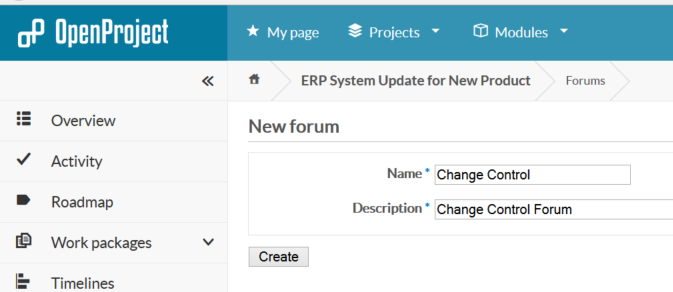 OpenProject
My page Projects Modules
« ERP System Update for New Product Forums
Overview
Activity
Roadmap
Work packages
Timelines
New forum
Name * Change Control
Description * Change Control Forum
Create